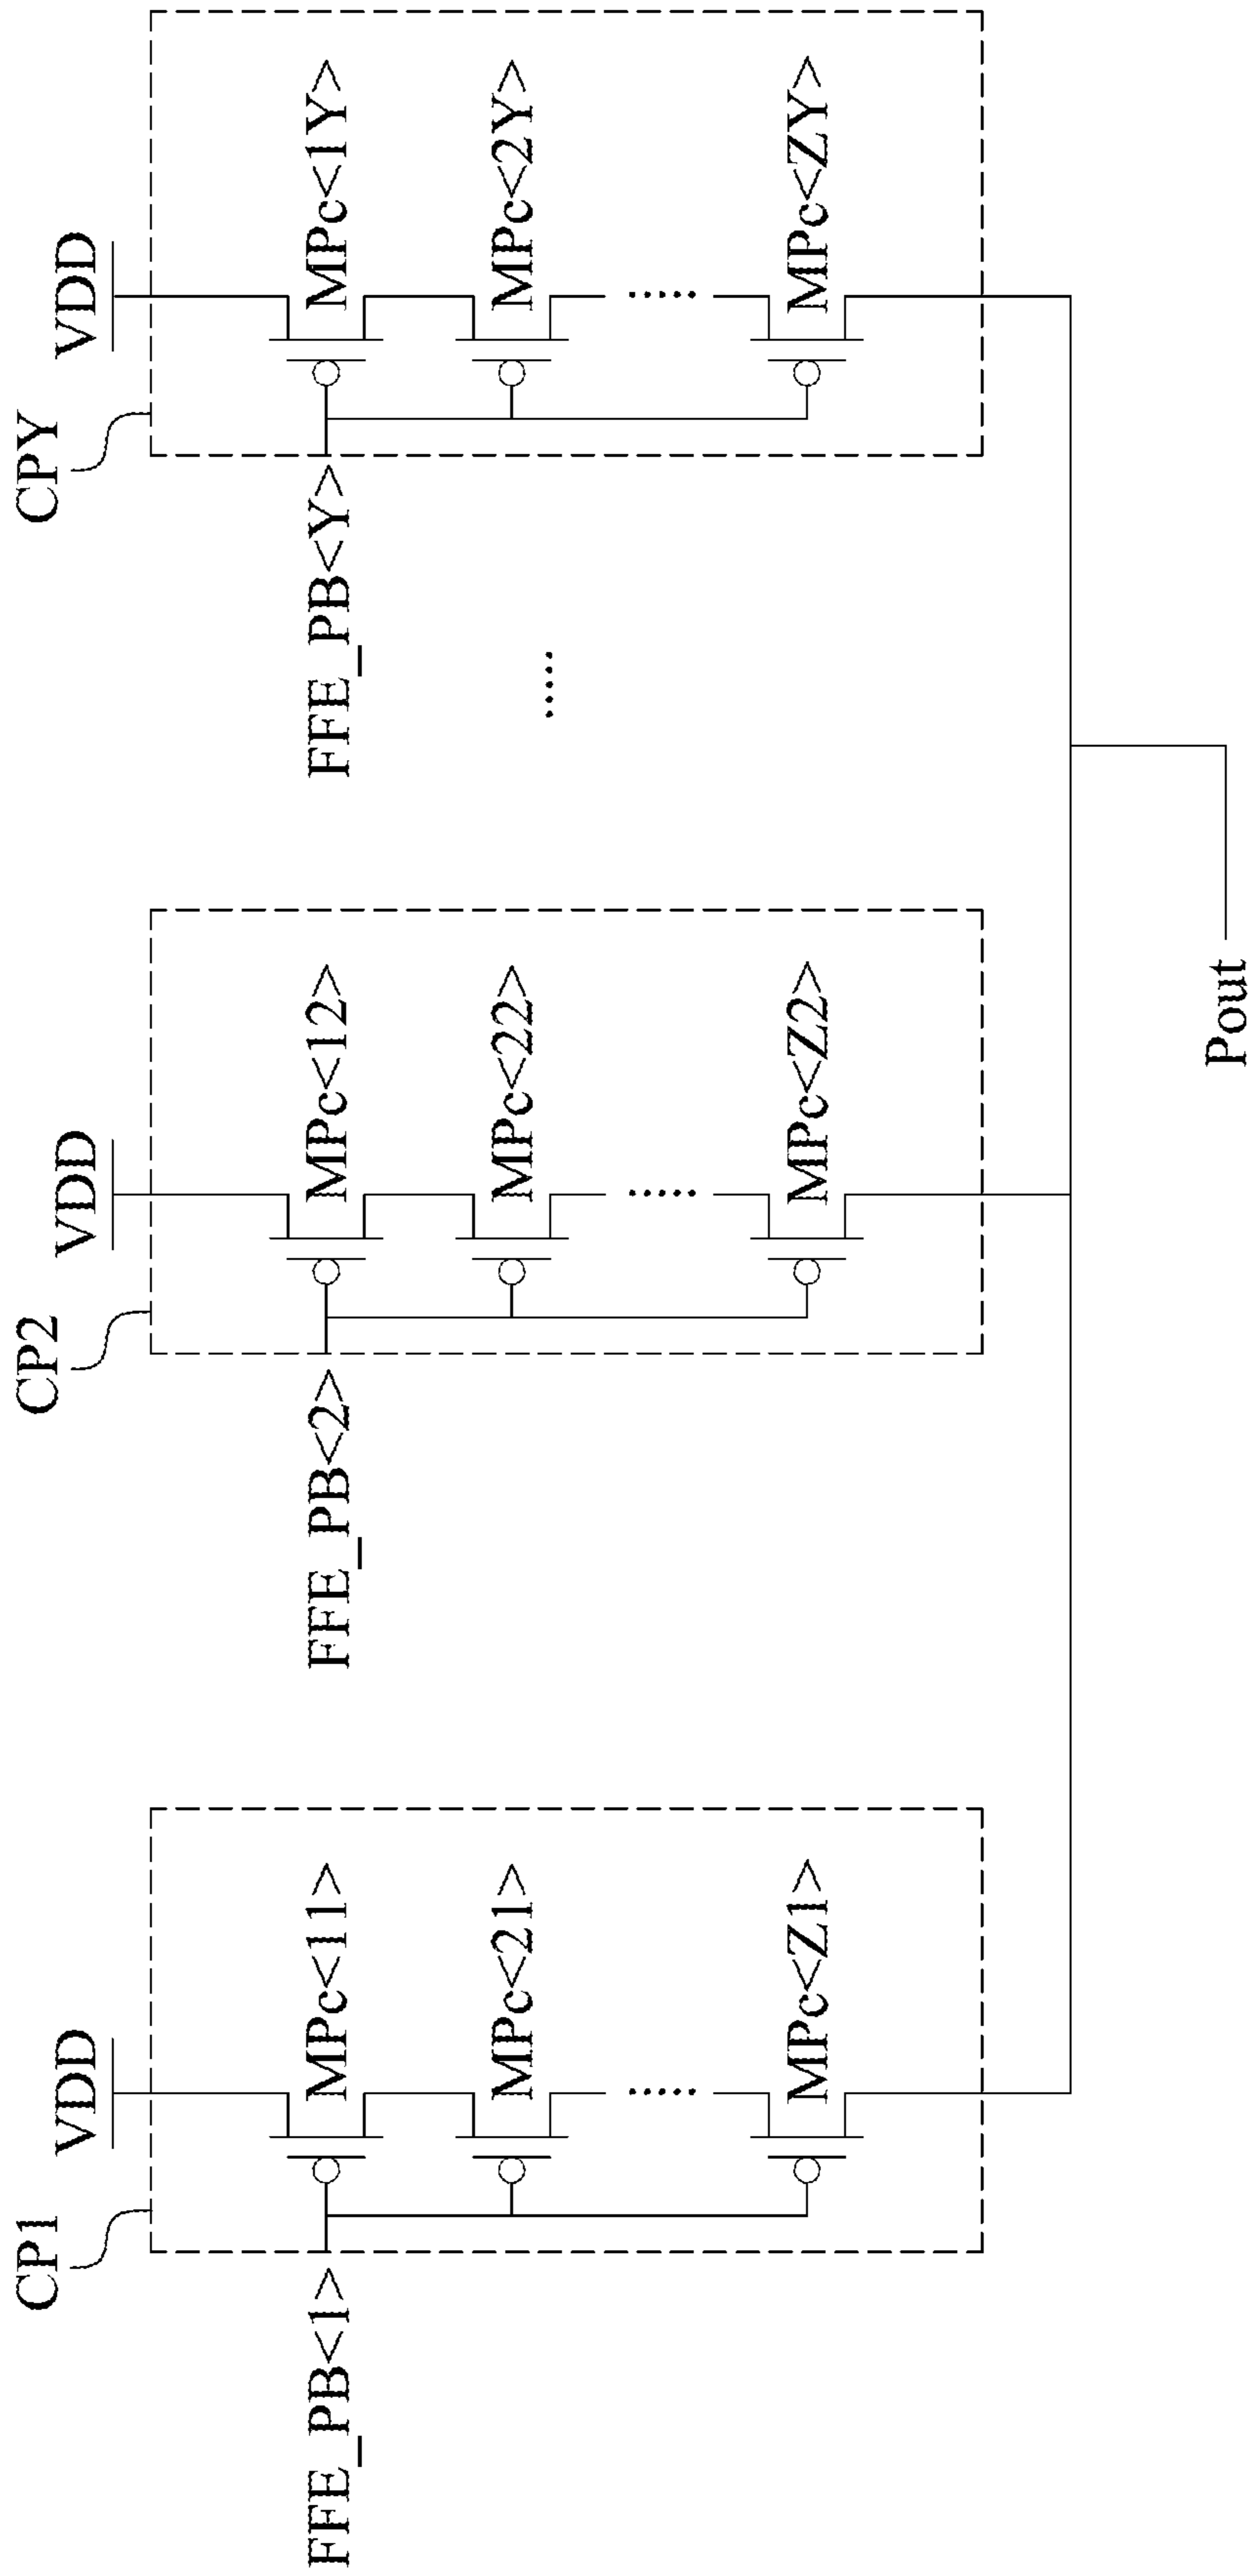 CP1
VDD
FFE_PB<1>
MPc<11>
MPc<21>
.....
MPc<Z1>
CP2
VDD
FFE_PB<2>
MPc<12>
MPc<22>
.....
MPc<Z2>
.....
CPY
VDD
FFE_PB<Y>
MPc<1Y>
MPc<2Y>
.....
MPc<ZY>
Pout